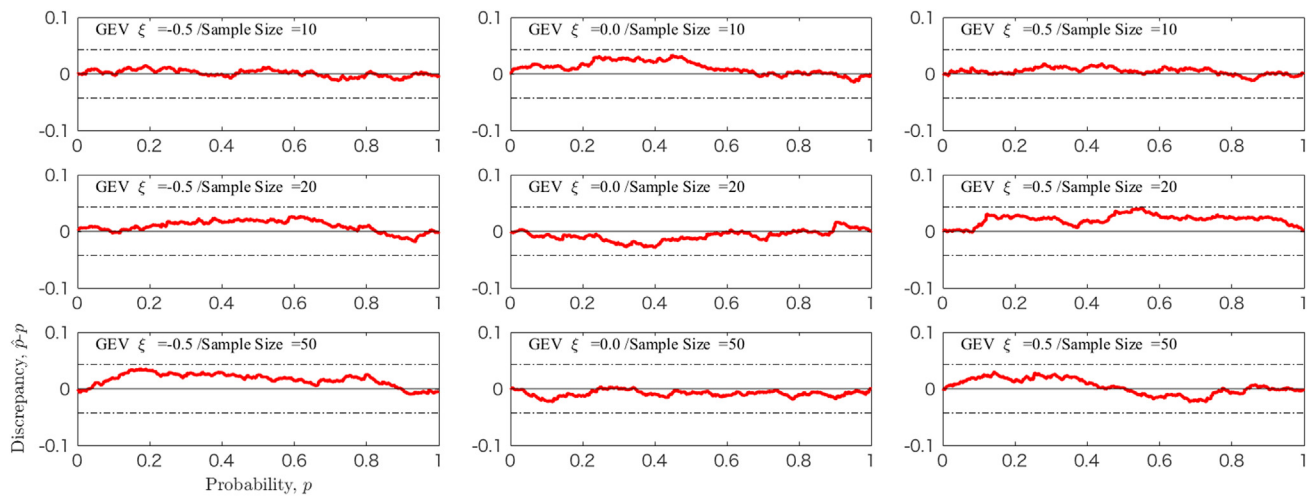 0.1
GEV ξ =-0.5 /Sample Size =10
0
-0.1
0 0.2 0.4 0.6 0.8 1
0.1
GEV ξ =0.0 /Sample Size =10
0
-0.1
0 0.2 0.4 0.6 0.8 1
0.1
GEV ξ =0.5 /Sample Size =10
0
-0.1
0 0.2 0.4 0.6 0.8 1
0.1
GEV ξ =-0.5 /Sample Size =20
0
-0.1
0 0.2 0.4 0.6 0.8 1
0.1
GEV ξ =0.0 /Sample Size =20
0
-0.1
0 0.2 0.4 0.6 0.8 1
0.1
GEV ξ =0.5 /Sample Size =20
0
-0.1
0 0.2 0.4 0.6 0.8 1
Discrepancy, p̂-p
0.1
GEV ξ =-0.5 /Sample Size =50
0
-0.1
0 0.2 0.4 0.6 0.8 1
Probability, p
0.1
GEV ξ =0.0 /Sample Size =50
0
-0.1
0 0.2 0.4 0.6 0.8 1
0.1
GEV ξ =0.5 /Sample Size =50
0
-0.1
0 0.2 0.4 0.6 0.8 1